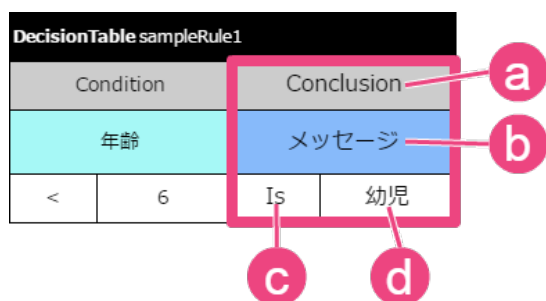 DecisionTable sampleRule1
Condition Conclusion a
年齢 メッセージ b
< 6 Is 幼児
c d